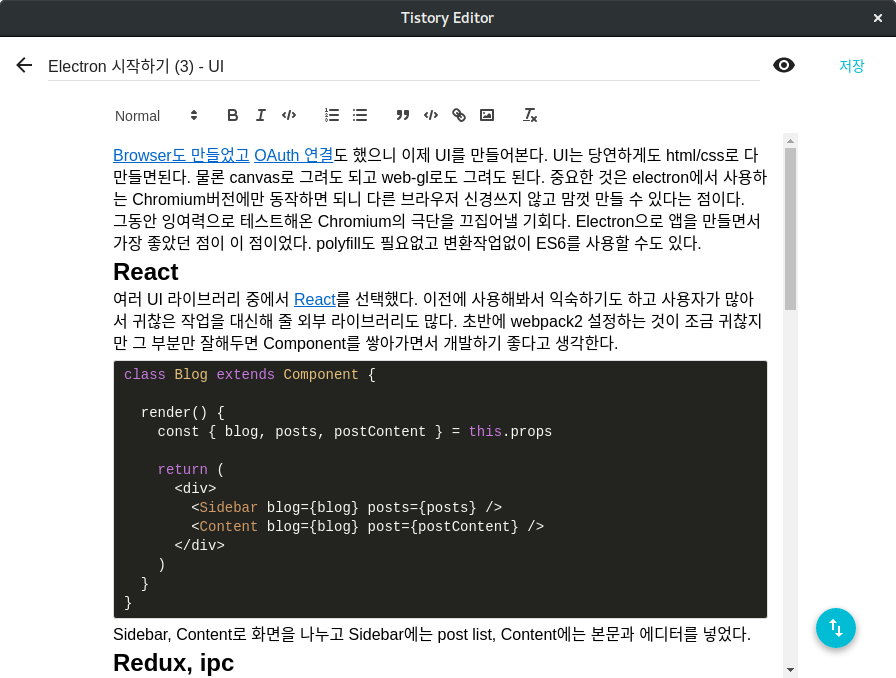 Tistory Editor
Electron 시작하기 (3) - UI
저장
Normal
Browser도 만들었고 OAuth 연결도 했으니 이제 UI를 만들어본다. UI는 당연하게도 html/css로 다
만들면된다. 물론 canvas로 그려도 되고 web-gl로도 그려도 된다. 중요한 것은 electron에서 사용하
는 Chromium버전에만 동작하면 되니 다른 브라우저 신경쓰지 않고 맘껏 만들 수 있다는 점이다.
그동안 잉여력으로 테스트해온 Chromium의 극단을 끄집어낼 기회다. Electron으로 앱을 만들면서
가장 좋았던 점이 이 점이었다. polyfill도 필요없고 변환작업없이 ES6를 사용할 수도 있다.
React
여러 UI 라이브러리 중에서 React를 선택했다. 이전에 사용해봐서 익숙하기도 하고 사용자가 많아
서 귀찮은 작업을 대신해 줄 외부 라이브러리도 많다. 초반에 webpack2 설정하는 것이 조금 귀찮지
만 그 부분만 잘해두면 Component를 쌓아가면서 개발하기 좋다고 생각한다.
class Blog extends Component {
render() {
const { blog, posts, postContent } = this.props
return (
<div>
<Sidebar blog={blog} posts={posts} />
<Content blog={blog} post={postContent} />
</div>
)
}
}
Sidebar, Content로 화면을 나누고 Sidebar에는 post list, Content에는 본문과 에디터를 넣었다.
Redux, ipc